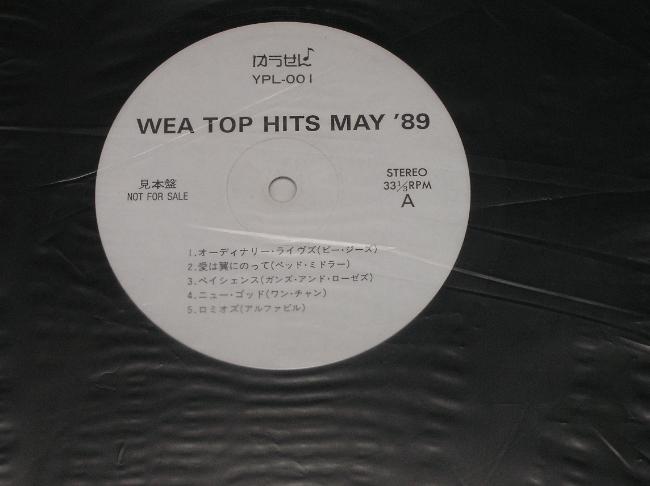 ゆうせん
YPL-001
WEA TOP HITS MAY '89
見本盤
NOT FOR SALE
STEREO
33⅓RPM
A
1.オーディナリー・ライヴズ(ビー・ジーズ)
2.愛は翼にのって(ベッド・ミドラー)
3.ペイシェンス(ガンズ・アンド・ローゼズ)
4.ニュー・ゴッド(ワン・チャン)
5.ロミオズ(アルファビル)